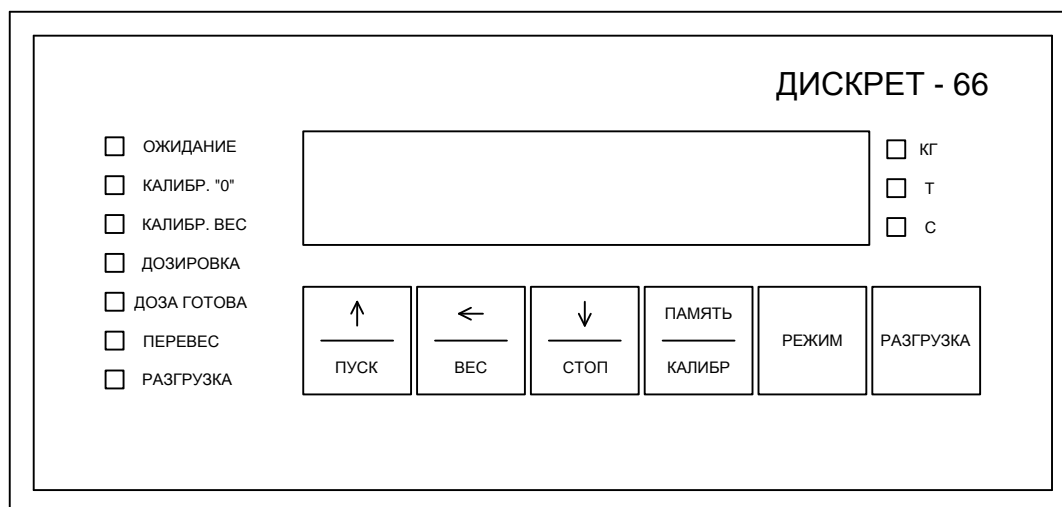 ДИСКРЕТ - 66
ОЖИДАНИЕ
КАЛИБР. "0"
КАЛИБР. ВЕС
ДОЗИРОВКА
ДОЗА ГОТОВА
ПЕРЕВЕС
РАЗГРУЗКА
КГ
Т
С
↑
ПУСК
←
ВЕС
↓
СТОП
ПАМЯТЬ
КАЛИБР
РЕЖИМ
РАЗГРУЗКА